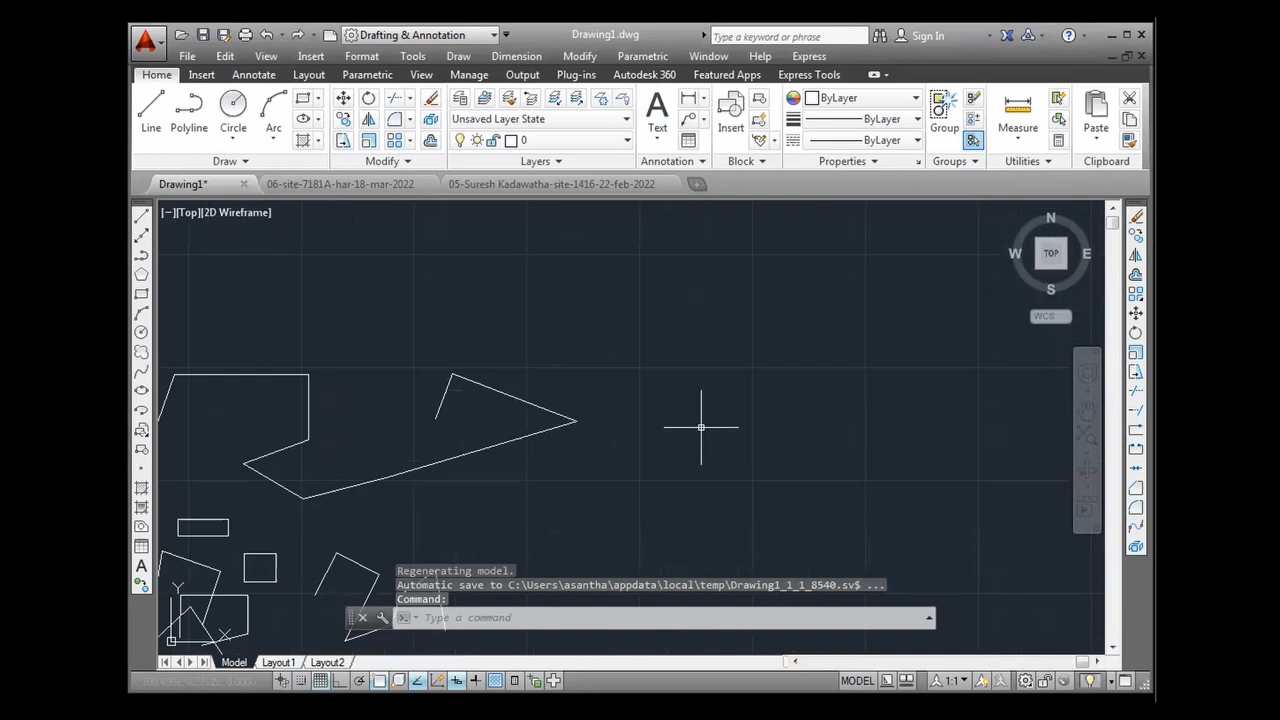 Drafting & Annotation
Drawing1.dwg
Type a keyword or phrase
Sign In
File Edit View Insert Format Tools Draw Dimension Modify Parametric Window Help Express
Home Insert Annotate Layout Parametric View Manage Output Plug-ins Autodesk 360 Featured Apps Express Tools
ByLayer
Unsaved Layer State
Line Polyline Circle Arc Text Insert ByLayer Group Measure Paste
0 ByLayer
Draw Modify Layers Annotation Block Properties Groups Utilities Clipboard
Drawing1* 06-site-7181A-har-18-mar-2022 05-Suresh Kadawatha-site-1416-22-feb-2022
[−][Top][2D Wireframe]
N
W TOP E
S
WCS
Regenerating model.
Automatic save to C:\Users\asantha\appdata\local\temp\Drawing1_1_1_8540.sv$ ...
Command:
Type a command
Y
X
Model Layout1 Layout2
MODEL 1:1